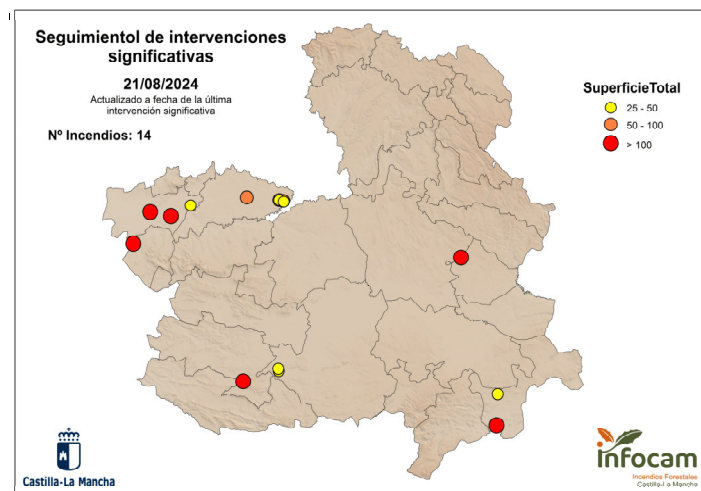 Seguimientol de intervenciones
significativas
21/08/2024
Actualizado a fecha de la última
intervención significativa
Nº Incendios: 14
SuperficieTotal
25 - 50
50 - 100
> 100
Castilla-La Mancha
infocam
Incendios Forestales
Castilla-La Mancha